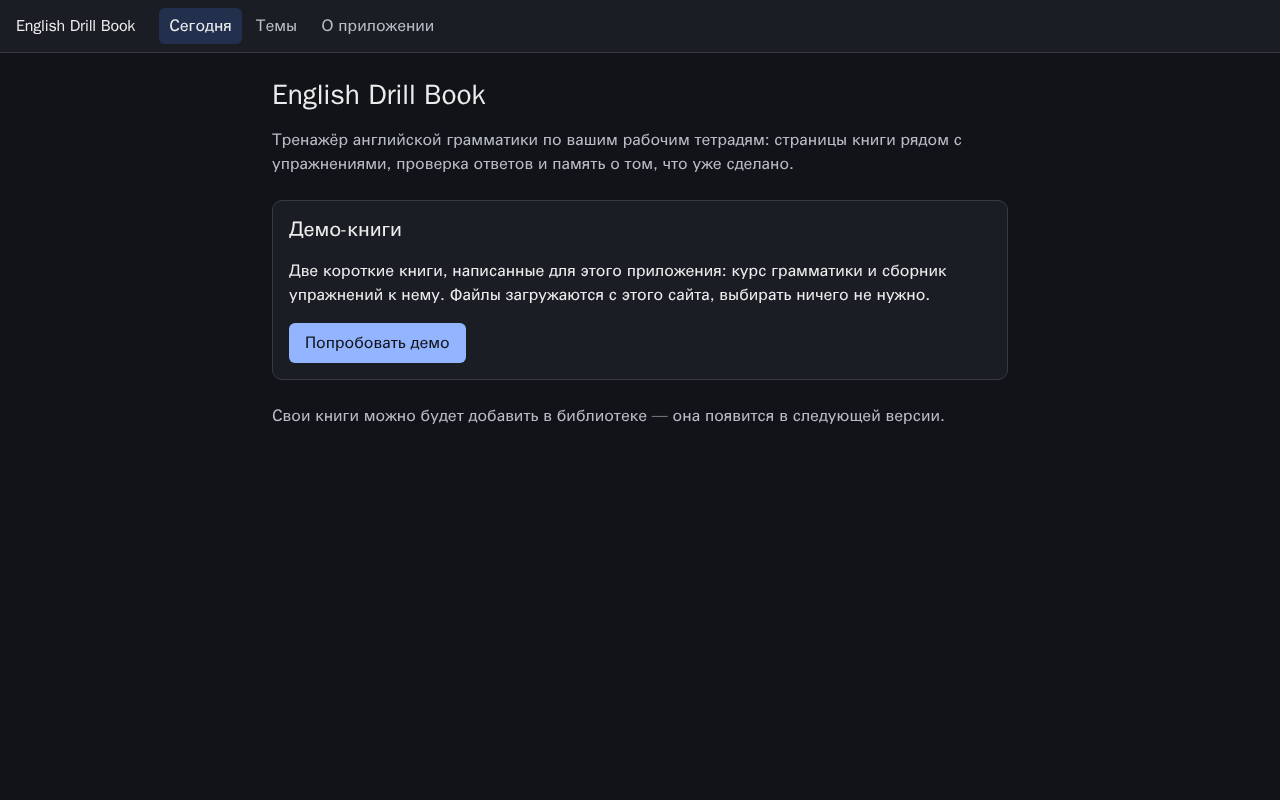 English Drill Book
Сегодня
Темы
О приложении
English Drill Book
Тренажёр английской грамматики по вашим рабочим тетрадям: страницы книги рядом с
упражнениями, проверка ответов и память о том, что уже сделано.
Демо-книги
Две короткие книги, написанные для этого приложения: курс грамматики и сборник
упражнений к нему. Файлы загружаются с этого сайта, выбирать ничего не нужно.
Попробовать демо
Свои книги можно будет добавить в библиотеке — она появится в следующей версии.